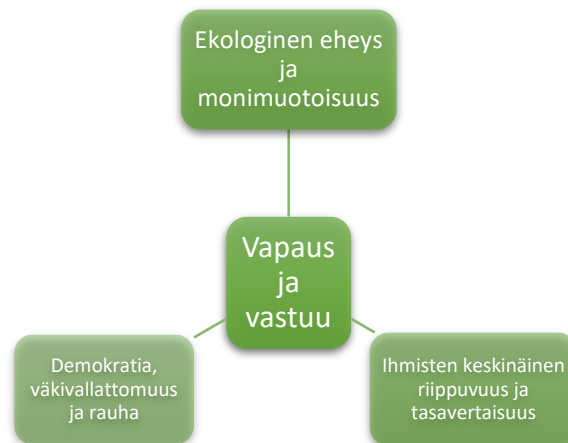 Ekologinen eheys
ja
monimuotoisuus
Vapaus
ja
vastuu
Demokratia,
väkivallattomuus
ja rauha
Ihmisten keskinäinen
riippuvuus ja
tasavertaisuus